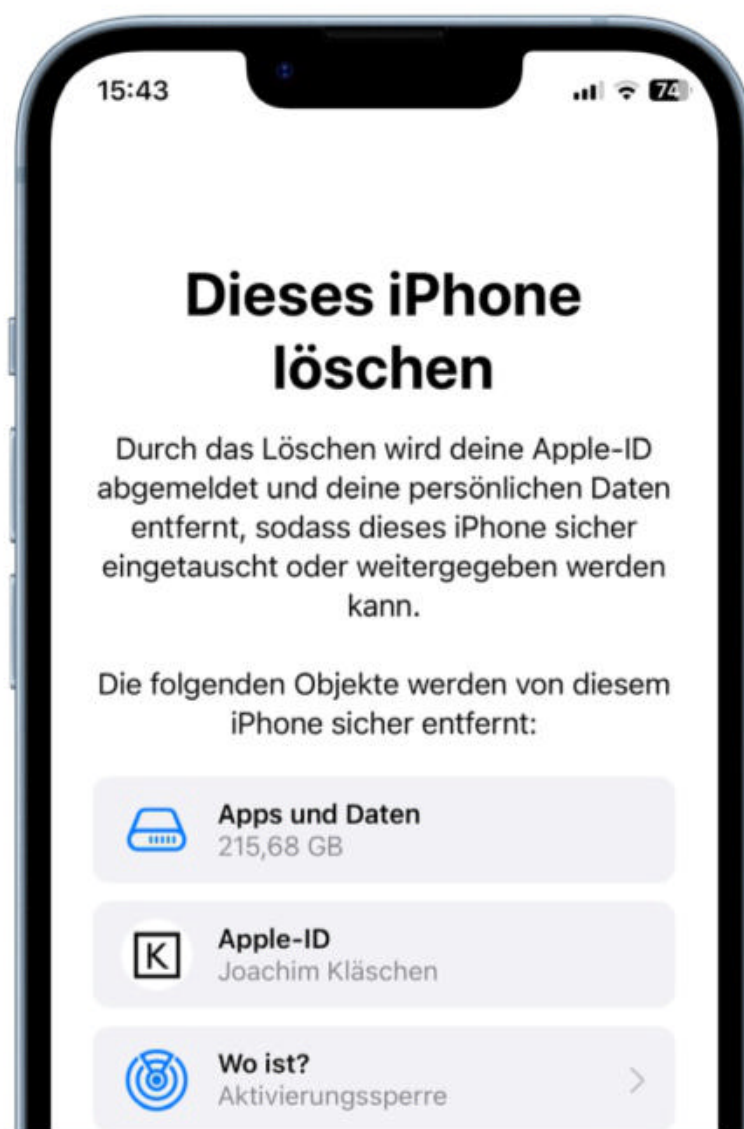 15:43
74
Dieses iPhone
löschen
Durch das Löschen wird deine Apple-ID
abgemeldet und deine persönlichen Daten
entfernt, sodass dieses iPhone sicher
eingetauscht oder weitergegeben werden
kann.
Die folgenden Objekte werden von diesem
iPhone sicher entfernt:
Apps und Daten
215,68 GB
K
Apple-ID
Joachim Kläschen
Wo ist?
Aktivierungssperre